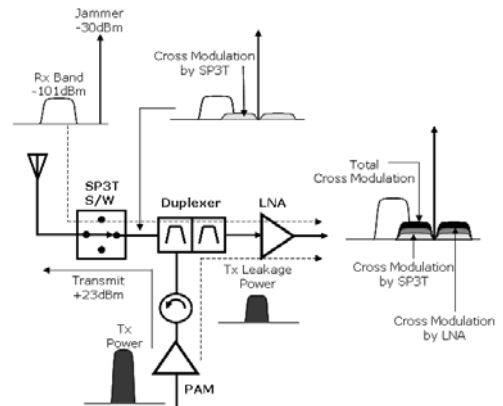 Jammer
-30dBm
Rx Band
-101dBm
Cross Modulation
by SP3T
SP3T
S/W
Duplexer
LNA
Total
Cross Modulation
Cross Modulation
by SP3T
Cross Modulation
by LNA
Transmit
+23dBm
Tx Leakage
Power
Tx
Power
PAM